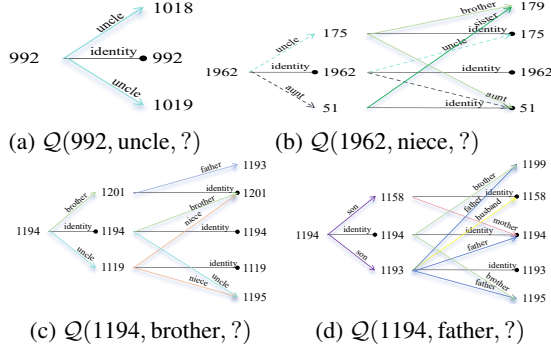 1018
uncle
992
identity
992
uncle
1019
(a) Q(992, uncle, ?)
179
brother
sister
uncle
175
175
uncle
identity
1962
identity
1962
1962
aunt
aunt
51
identity
51
(b) Q(1962, niece, ?)
father
1193
brother
1201
identity
1201
brother
niece
1194
identity
1194
identity
1194
uncle
1119
identity
1119
uncle
niece
1195
(c) Q(1194, brother, ?)
1199
brother
father
son
1158
identity
1158
husband
mother
1194
identity
1194
identity
1194
father
son
1193
identity
1193
brother
father
1195
(d) Q(1194, father, ?)